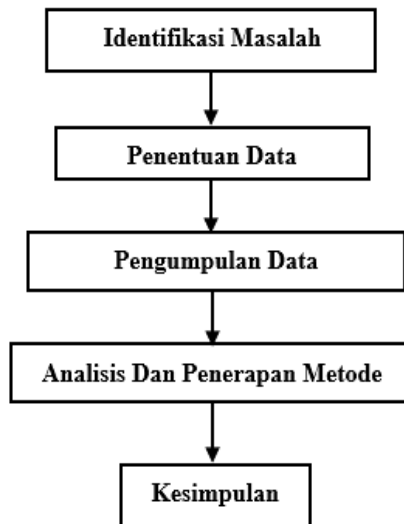 Identifikasi Masalah
Penentuan Data
Pengumpulan Data
Analisis Dan Penerapan Metode
Kesimpulan